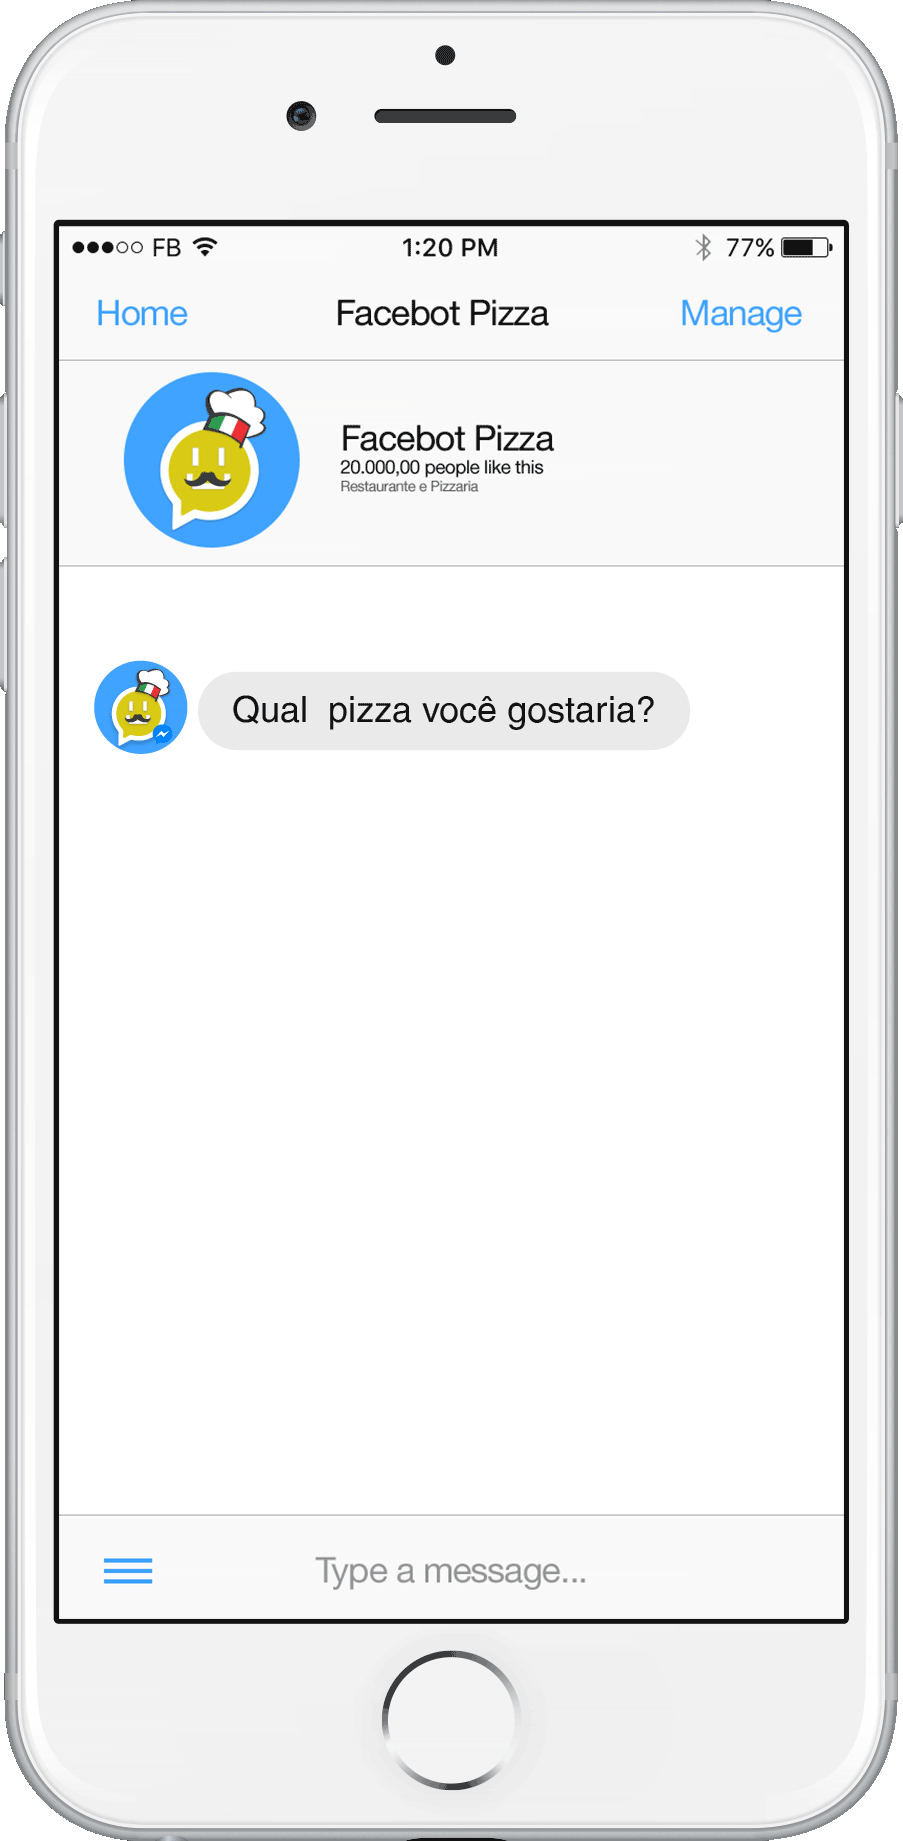 FB 1:20 PM 77%
Home Facebot Pizza Manage
Facebot Pizza
20.000,00 people like this
Restaurante e Pizzaria
Qual  pizza você gostaria?
Type a message...